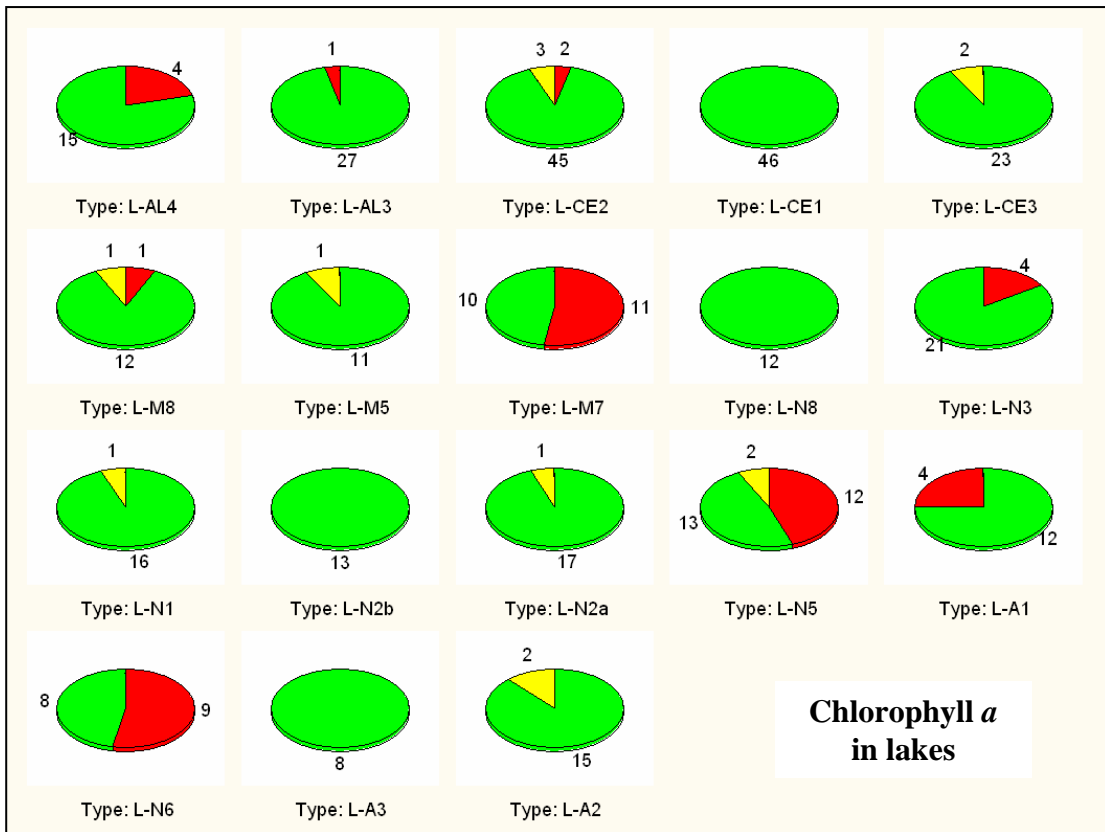 4
15
Type: L-AL4
1
27
Type: L-AL3
3 2
45
Type: L-CE2
46
Type: L-CE1
2
23
Type: L-CE3
1 1
12
Type: L-M8
1
11
Type: L-M5
10 11
Type: L-M7
12
Type: L-N8
4
21
Type: L-N3
1
16
Type: L-N1
13
Type: L-N2b
1
17
Type: L-N2a
2
12
13
Type: L-N5
4
12
Type: L-A1
8 9
Type: L-N6
8
Type: L-A3
2
15
Type: L-A2
Chlorophyll a
in lakes